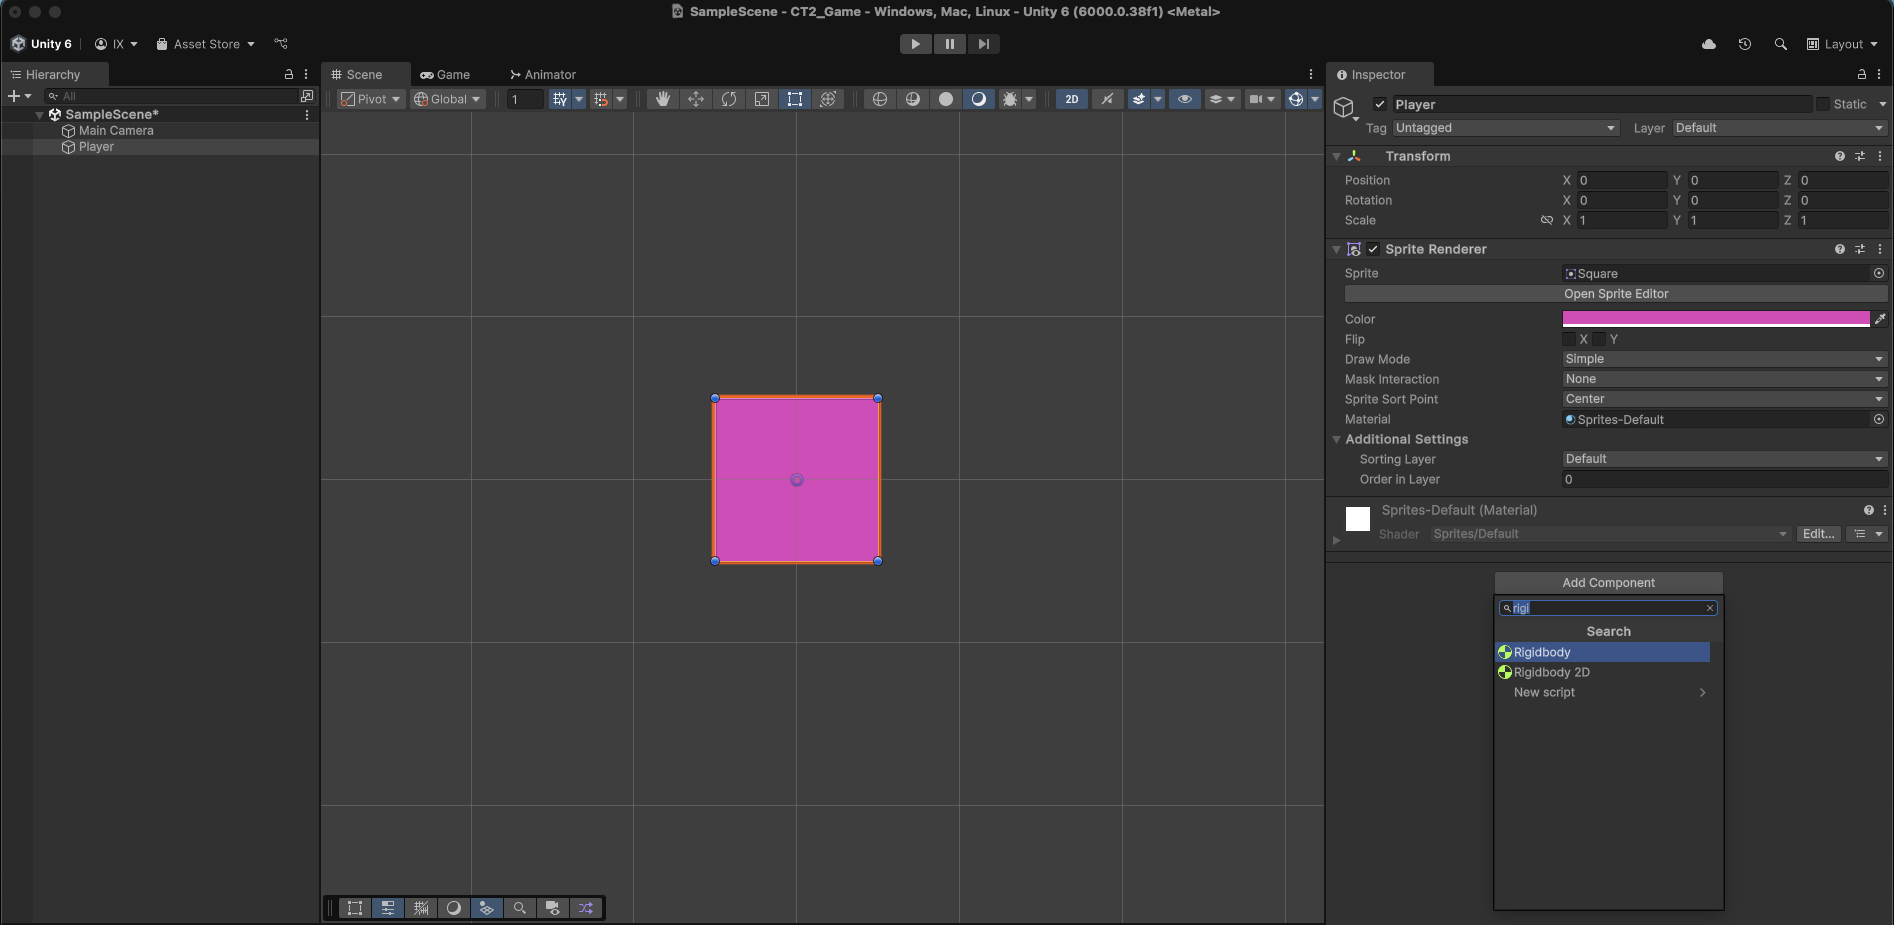 SampleScene - CT2_Game - Windows, Mac, Linux - Unity 6 (6000.0.38f1) <Metal>
Unity 6
IX
Asset Store
Layout
Hierarchy
All
SampleScene*
Main Camera
Player
Scene
Game
Animator
Pivot
Global
1
2D
Inspector
Player
Static
Tag
Untagged
Layer
Default
Transform
Position X 0 Y 0 Z 0
Rotation X 0 Y 0 Z 0
Scale X 1 Y 1 Z 1
Sprite Renderer
Sprite Square
Open Sprite Editor
Color
Flip X Y
Draw Mode Simple
Mask Interaction None
Sprite Sort Point Center
Material Sprites-Default
Additional Settings
Sorting Layer Default
Order in Layer 0
Sprites-Default (Material)
Shader Sprites/Default Edit...
Add Component
rigi
Search
Rigidbody
Rigidbody 2D
New script